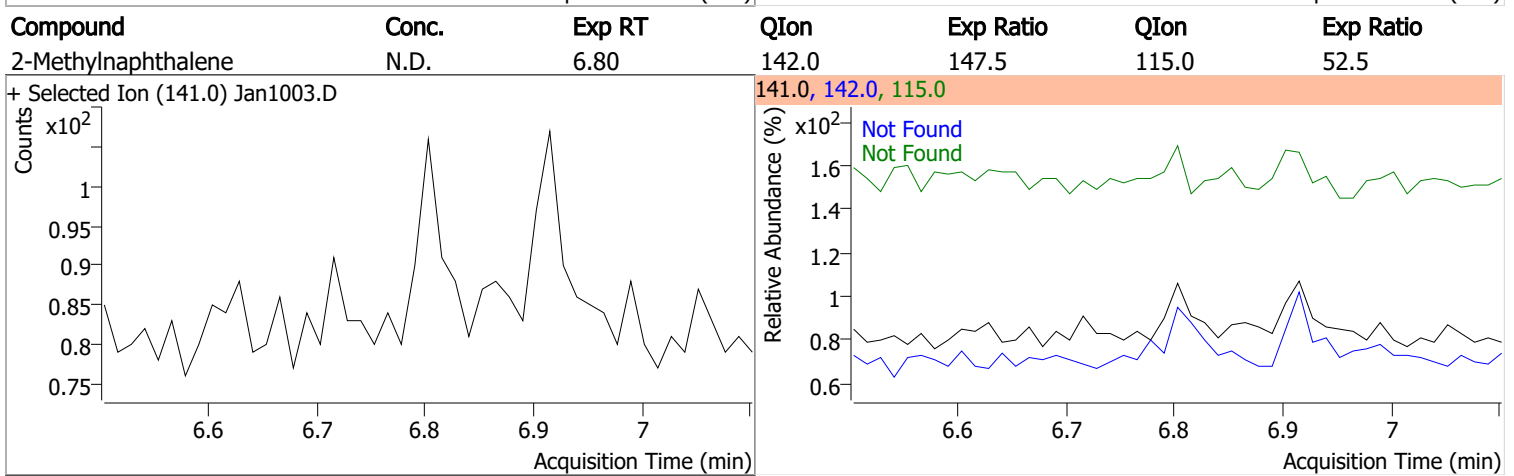 Compound Conc. Exp RT QIon Exp Ratio QIon Exp Ratio
2-Methylnaphthalene N.D. 6.80 142.0 147.5 115.0 52.5
+ Selected Ion (141.0) Jan1003.D
Counts
x10²
1
0.95
0.9
0.85
0.8
0.75
6.6 6.7 6.8 6.9 7
Acquisition Time (min)
141.0, 142.0, 115.0
Relative Abundance (%)
x10²
Not Found
Not Found
1.6
1.4
1.2
1
0.8
0.6
6.6 6.7 6.8 6.9 7
Acquisition Time (min)